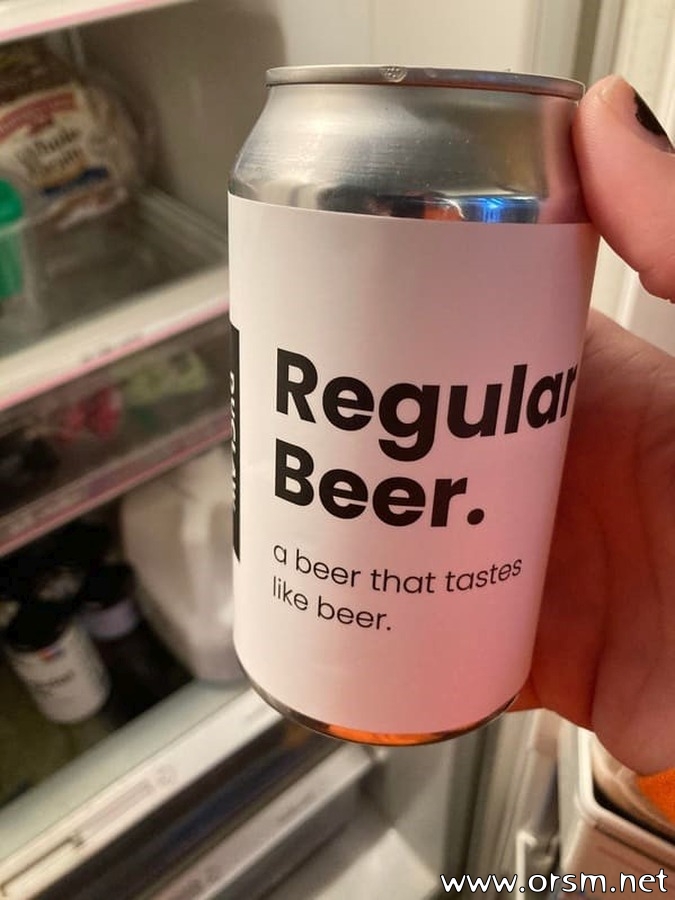 Regular
Beer.
a beer that tastes
like beer.
www.orsm.net